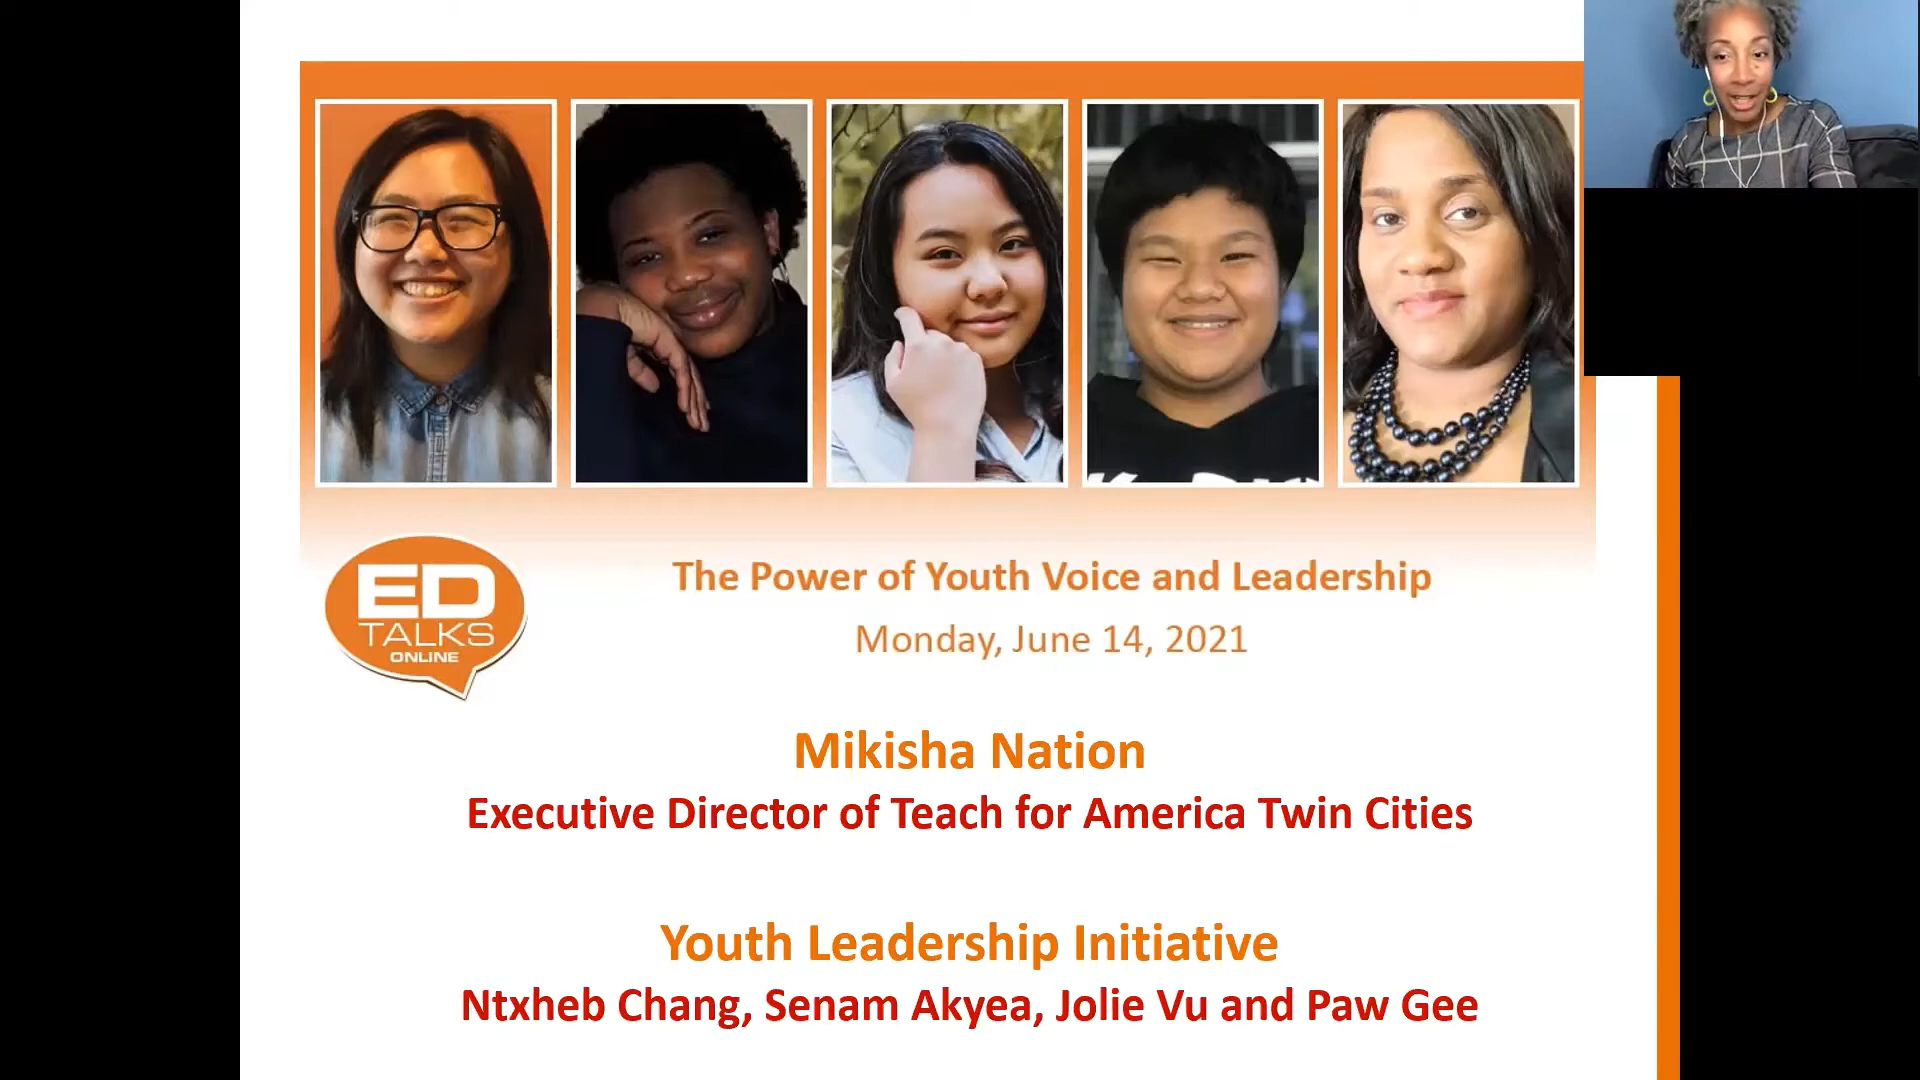 ED
TALKS
ONLINE
The Power of Youth Voice and Leadership
Monday, June 14, 2021
Mikisha Nation
Executive Director of Teach for America Twin Cities
Youth Leadership Initiative
Ntxheb Chang, Senam Akyea, Jolie Vu and Paw Gee